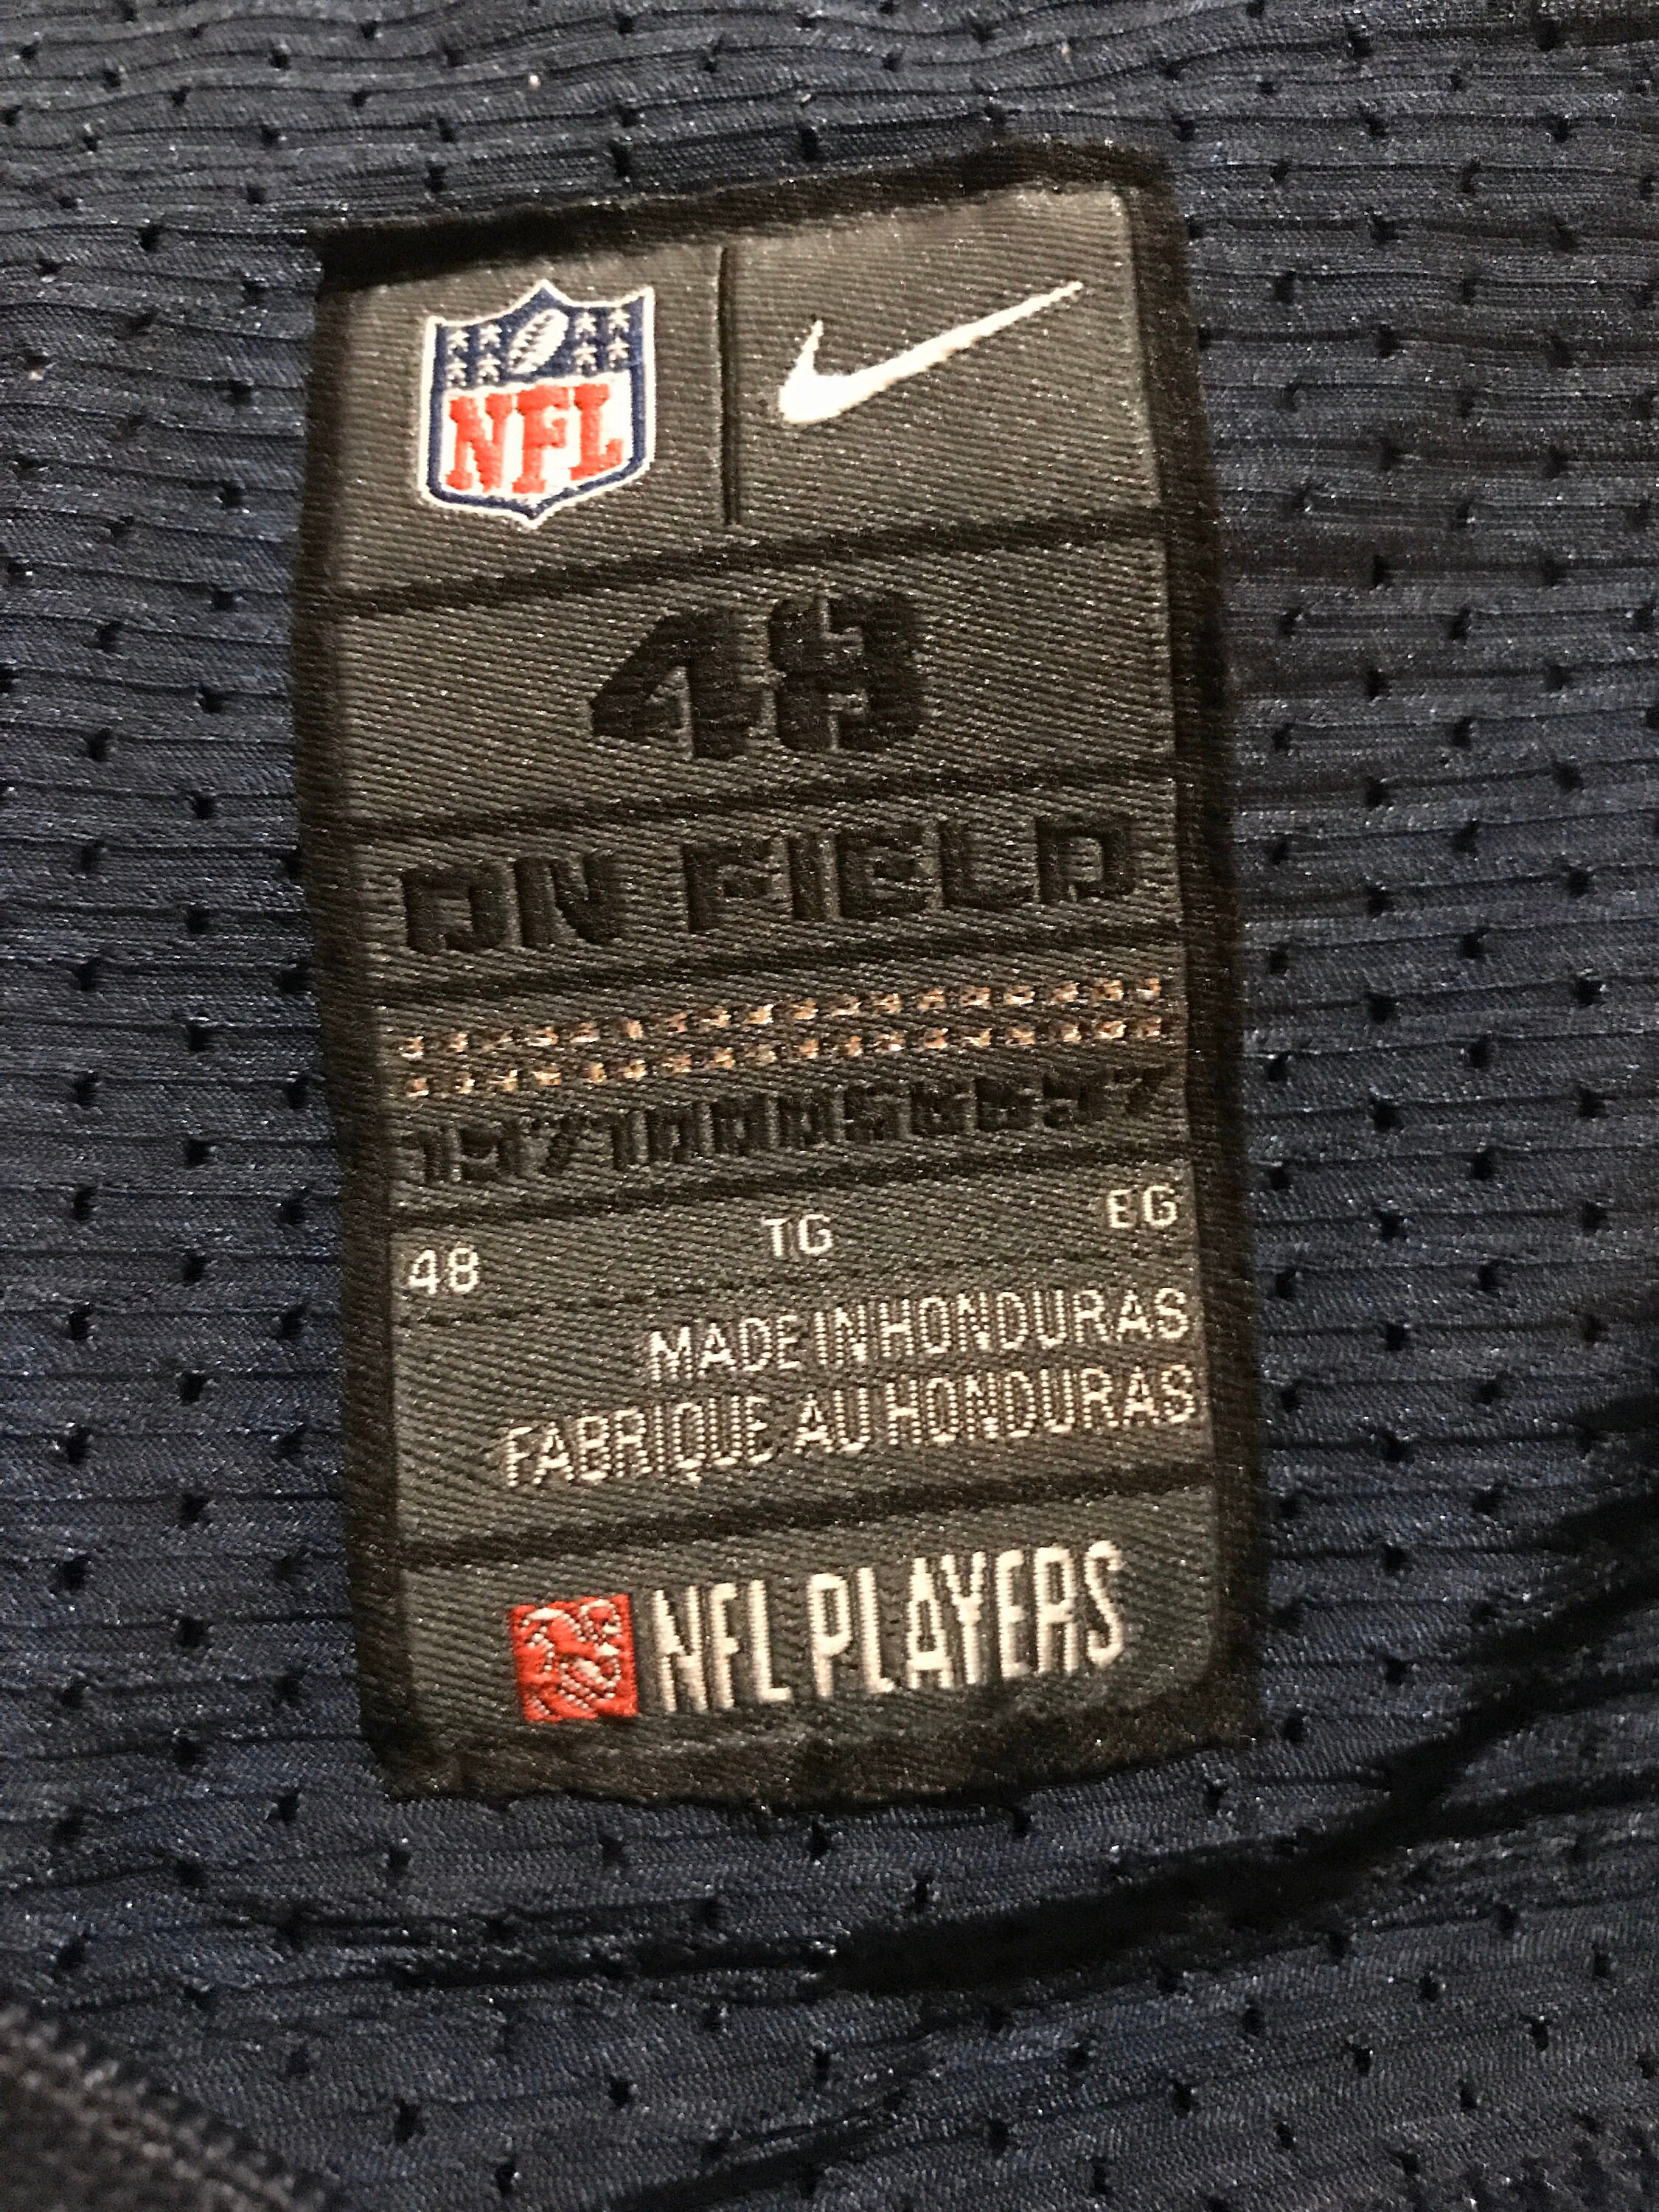 NFL
48
ON FIELD
48 TG EG
MADE IN HONDURAS
FABRIQUE AU HONDURAS
NFL PLAYERS